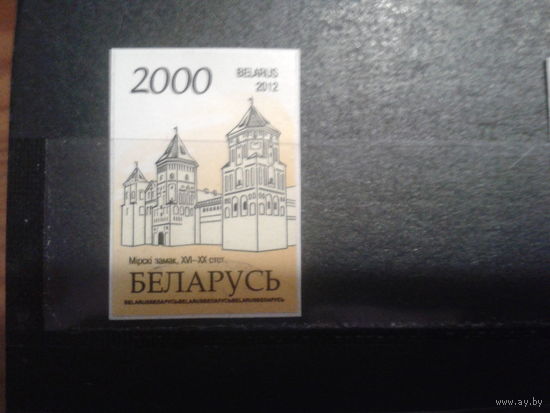 2000
BELARUS
2012
Мірскі замак, XVI–XX стст.
БЕЛАРУСЬ
BELARUSБЕЛАРУСЬBELARUSБЕЛАРУСЬBELARUSБЕЛАРУСЬ
www.ay.by